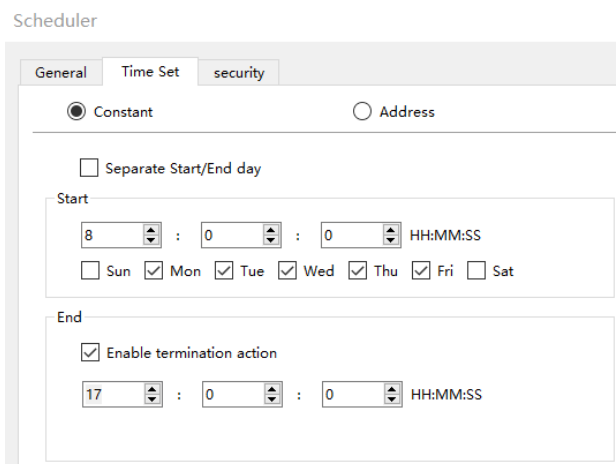 Scheduler
General Time Set security
Constant Address
Separate Start/End day
Start
8 : 0 : 0 HH:MM:SS
Sun Mon Tue Wed Thu Fri Sat
End
Enable termination action
17 : 0 : 0 HH:MM:SS